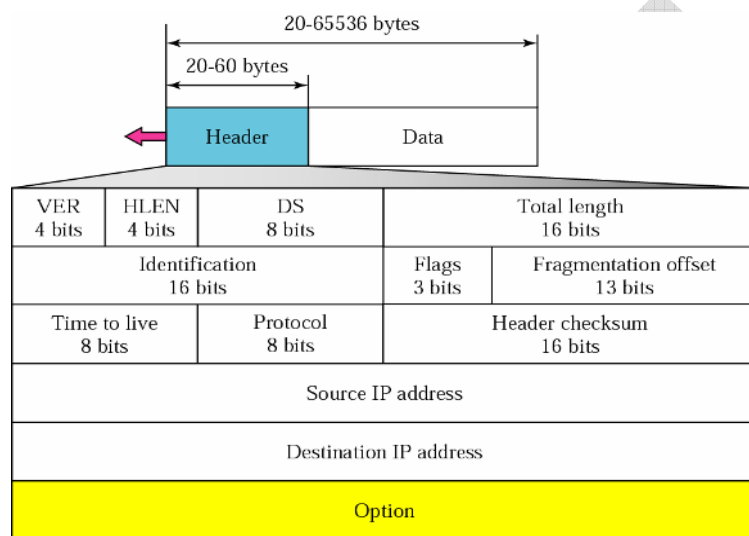 20-65536 bytes
20-60 bytes
Header
Data
VER
4 bits
HLEN
4 bits
DS
8 bits
Total length
16 bits
Identification
16 bits
Flags
3 bits
Fragmentation offset
13 bits
Time to live
8 bits
Protocol
8 bits
Header checksum
16 bits
Source IP address
Destination IP address
Option